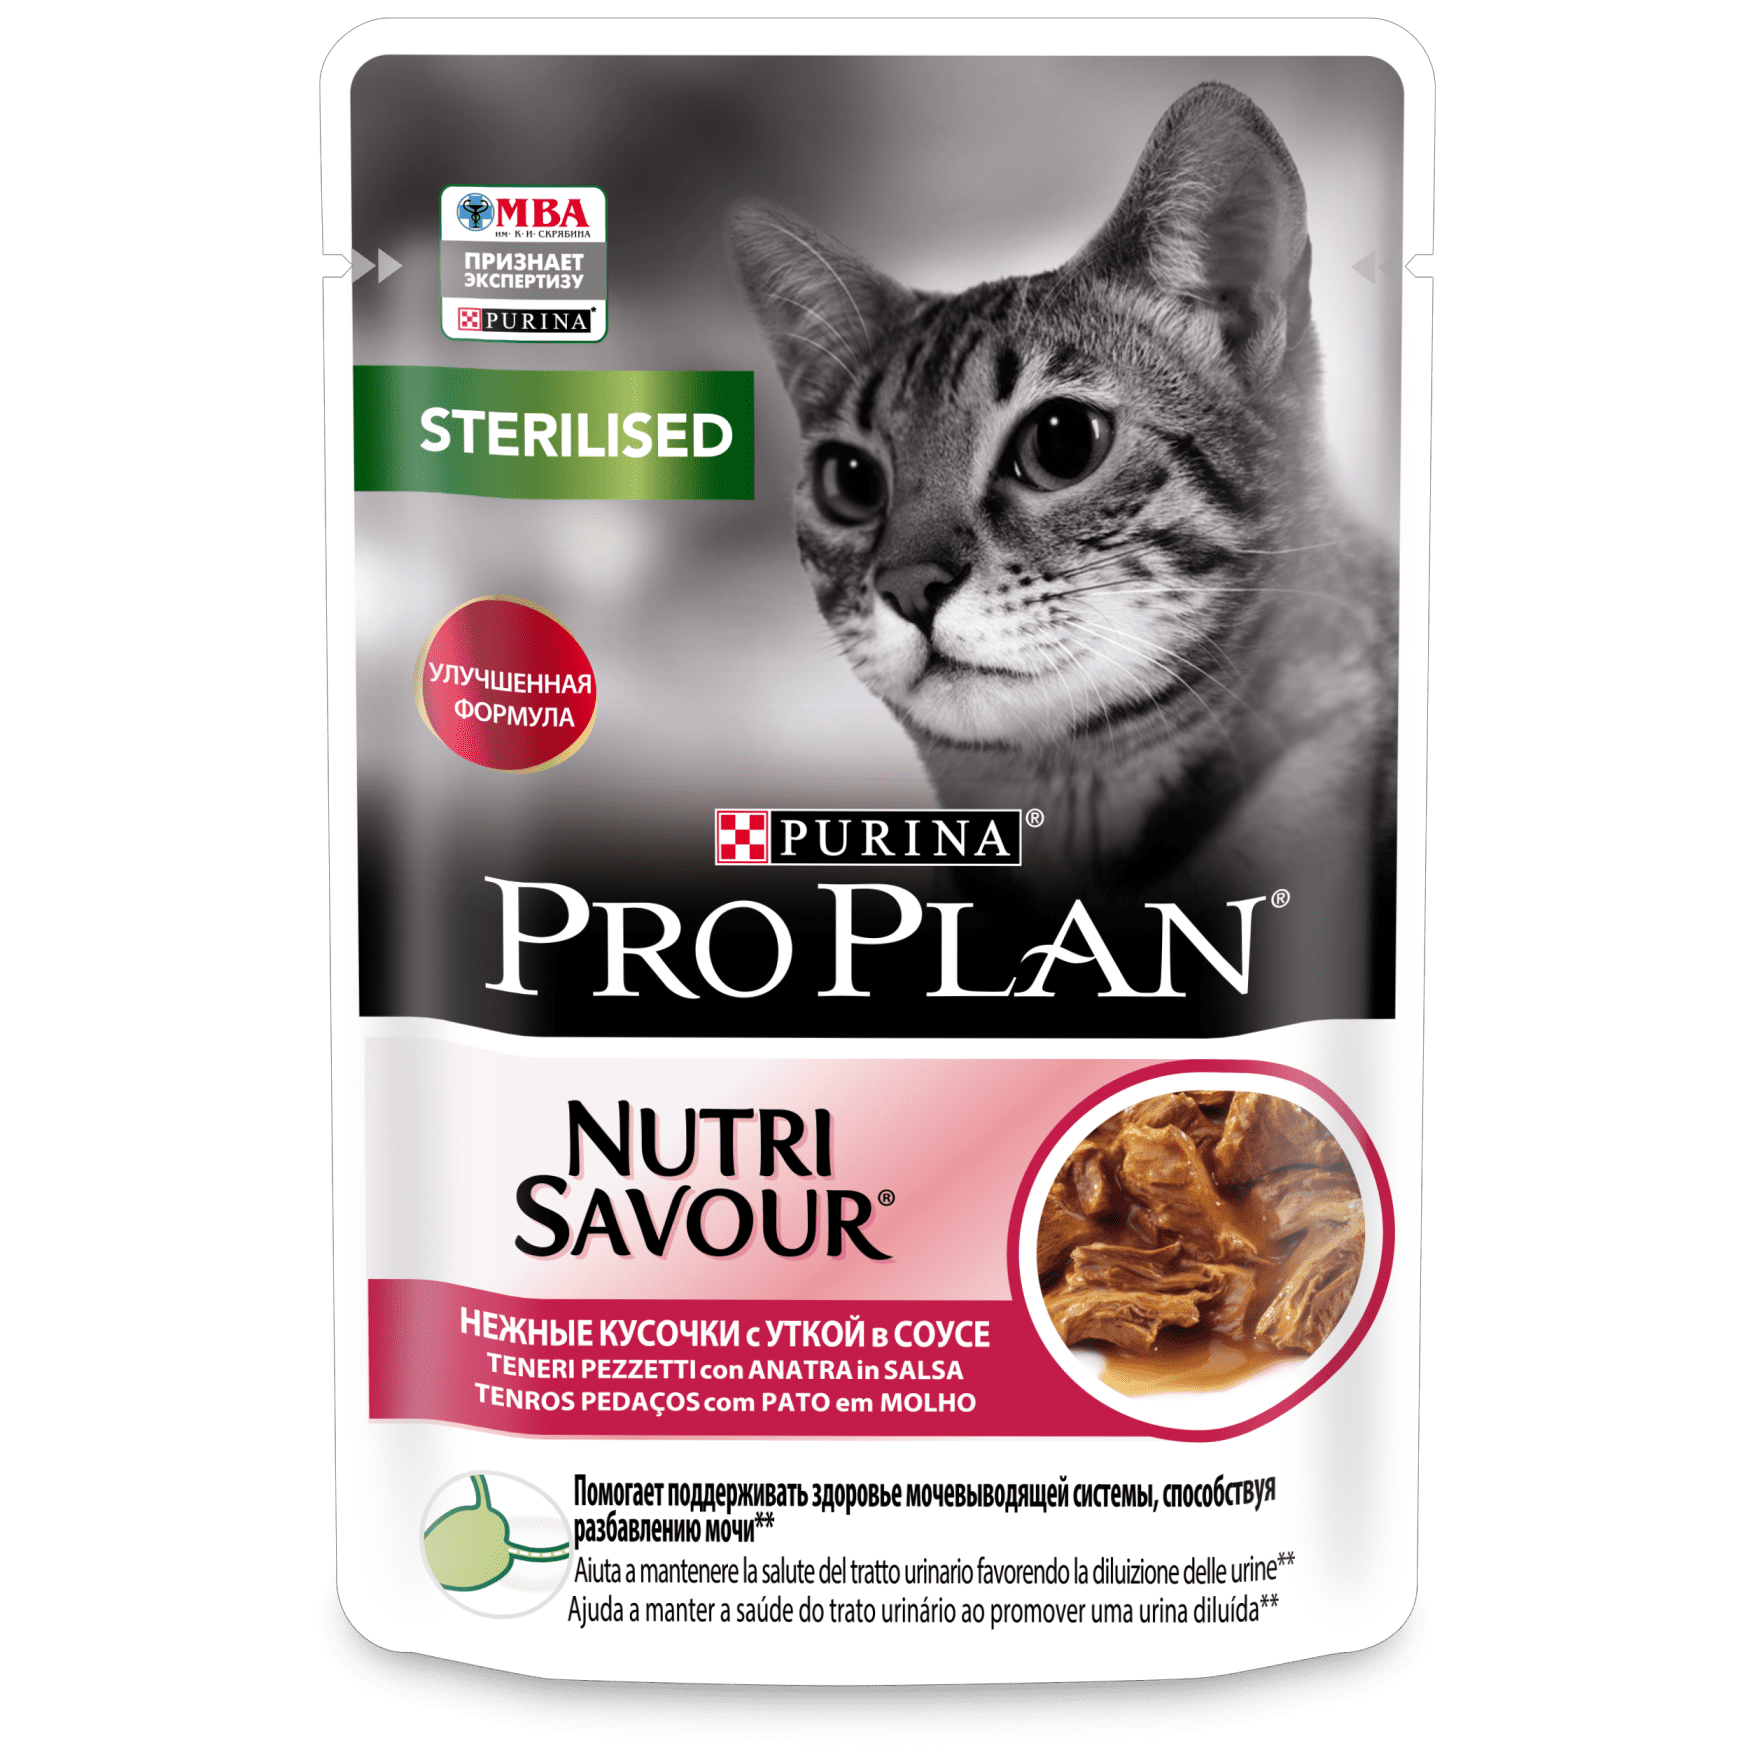 МВА
ИМ. К.И. СКРЯБИНА
ПРИЗНАЕТ
ЭКСПЕРТИЗУ
PURINA*
STERILISED
УЛУЧШЕННАЯ
ФОРМУЛА
PURINA®
PRO PLAN®
NUTRI
SAVOUR®
НЕЖНЫЕ КУСОЧКИ с УТКОЙ в СОУСЕ
TENERI PEZZETTI con ANATRA in SALSA
TENROS PEDAÇOS com PATO em MOLHO
Помогает поддерживать здоровье мочевыводящей системы, способствуя
разбавлению мочи**
Aiuta a mantenere la salute del tratto urinario favorendo la diluizione delle urine**
Ajuda a manter a saúde do trato urinário ao promover uma urina diluída**